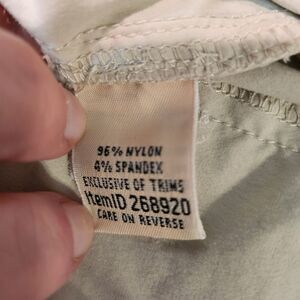 96% NYLON
4% SPANDEX
EXCLUSIVE OF TRIMS
ItemID 268920
CARE ON REVERSE